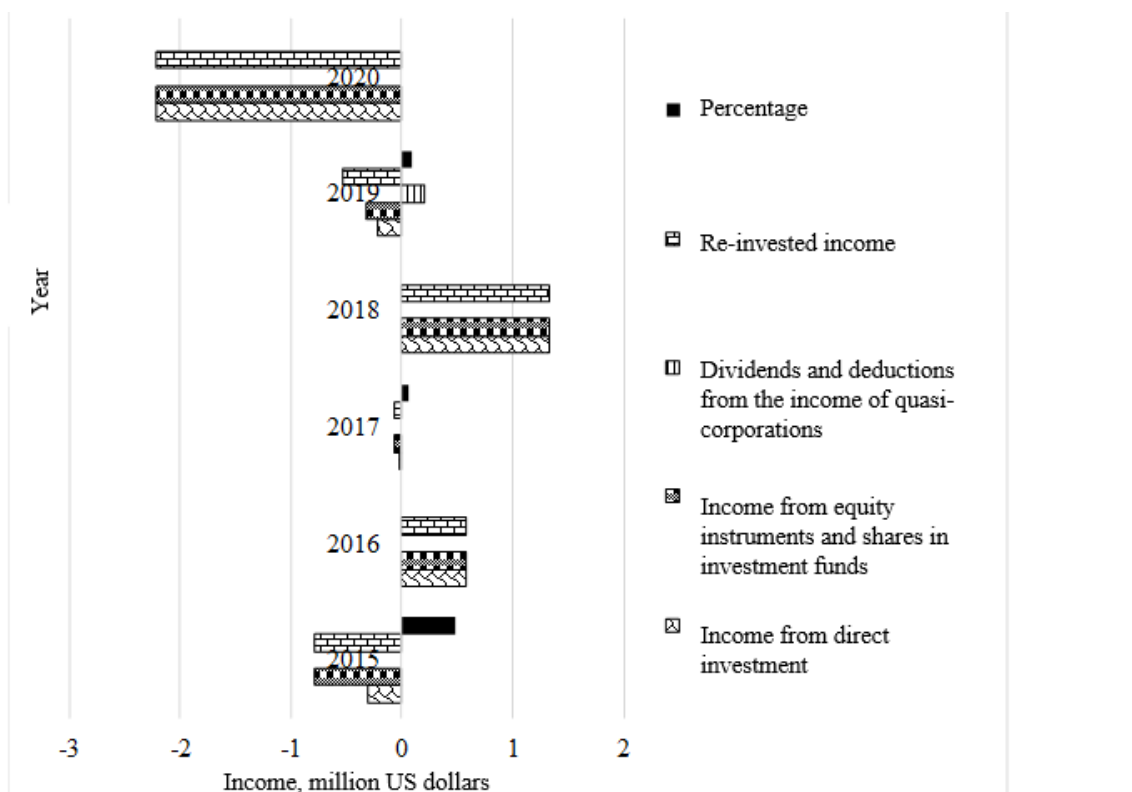 2020
2019
2018
2017
2016
2015
Year
-3 -2 -1 0 1 2
Income, million US dollars
Percentage
Re-invested income
Dividends and deductions
from the income of quasi-
corporations
Income from equity
instruments and shares in
investment funds
Income from direct
investment